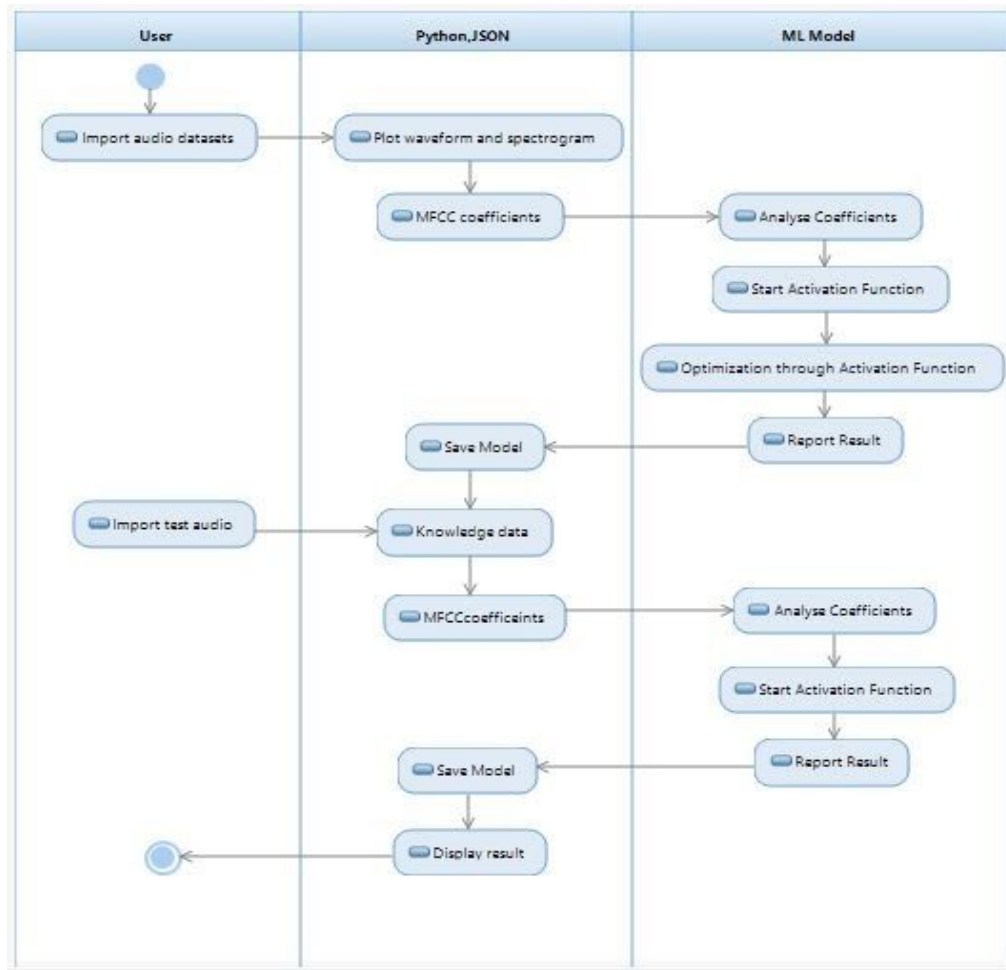 User
Python,JSON
ML Model
Import audio datasets
Plot waveform and spectrogram
MFCC coefficients
Analyse Coefficients
Start Activation Function
Optimization through Activation Function
Report Result
Save Model
Import test audio
Knowledge data
MFCCcoefficeints
Analyse Coefficients
Start Activation Function
Report Result
Save Model
Display result